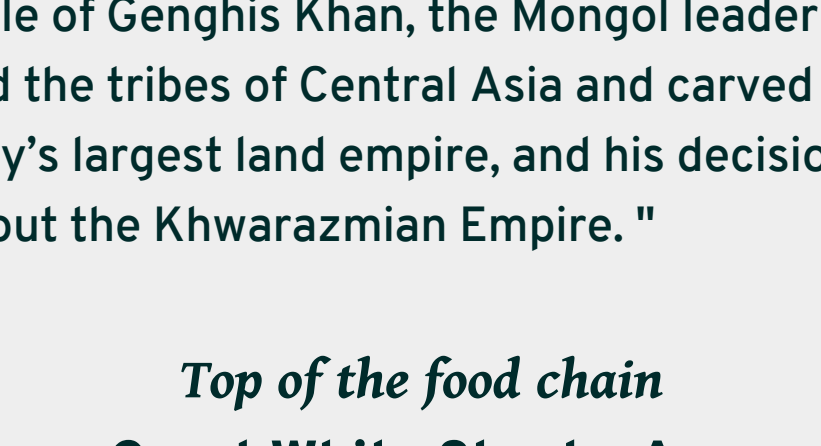 le of Genghis Khan, the Mongol leader
the tribes of Central Asia and carved
y’s largest land empire, and his decisio
out the Khwarazmian Empire. "
Top of the food chain